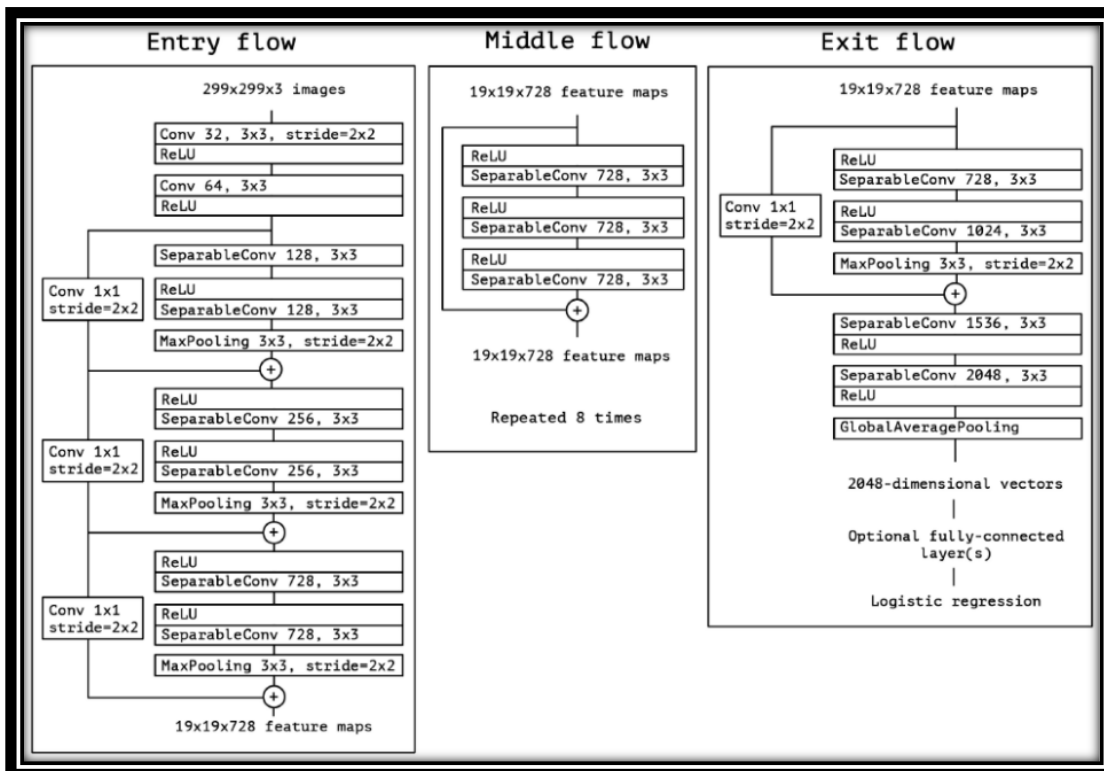 Entry flow
299x299x3 images
Conv 32, 3x3, stride=2x2
ReLU
Conv 64, 3x3
ReLU
SeparableConv 128, 3x3
Conv 1x1
stride=2x2
ReLU
SeparableConv 128, 3x3
MaxPooling 3x3, stride=2x2
+
ReLU
SeparableConv 256, 3x3
Conv 1x1
stride=2x2
ReLU
SeparableConv 256, 3x3
MaxPooling 3x3, stride=2x2
+
ReLU
SeparableConv 728, 3x3
Conv 1x1
stride=2x2
ReLU
SeparableConv 728, 3x3
MaxPooling 3x3, stride=2x2
+
19x19x728 feature maps
Middle flow
19x19x728 feature maps
ReLU
SeparableConv 728, 3x3
ReLU
SeparableConv 728, 3x3
ReLU
SeparableConv 728, 3x3
+
19x19x728 feature maps
Repeated 8 times
Exit flow
19x19x728 feature maps
ReLU
SeparableConv 728, 3x3
Conv 1x1
stride=2x2
ReLU
SeparableConv 1024, 3x3
MaxPooling 3x3, stride=2x2
+
SeparableConv 1536, 3x3
ReLU
SeparableConv 2048, 3x3
ReLU
GlobalAveragePooling
2048-dimensional vectors
Optional fully-connected
layer(s)
Logistic regression